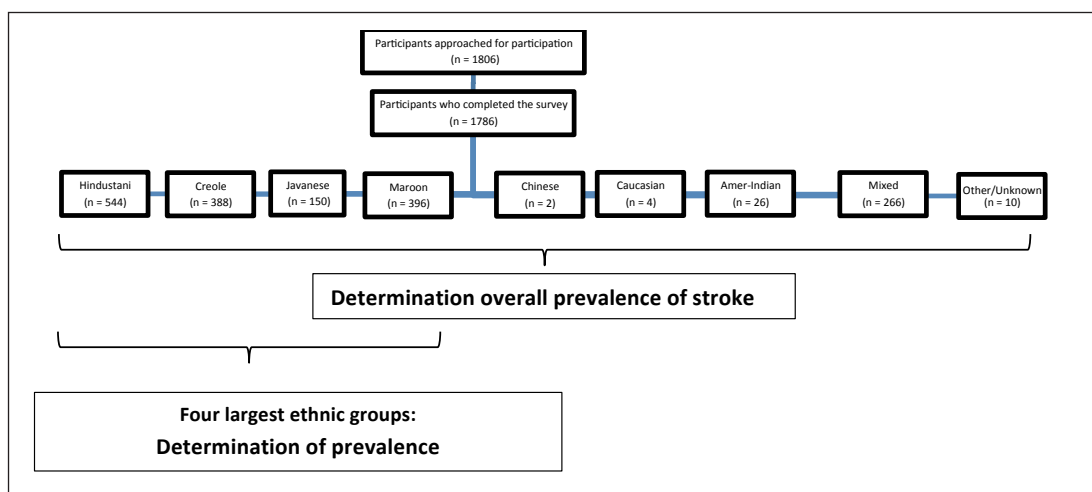 Participants approached for participation
(n = 1806)
Participants who completed the survey
(n = 1786)
Hindustani
(n = 544)
Creole
(n = 388)
Javanese
(n = 150)
Maroon
(n = 396)
Chinese
(n = 2)
Caucasian
(n = 4)
Amer-Indian
(n = 26)
Mixed
(n = 266)
Other/Unknown
(n = 10)
Determination overall prevalence of stroke
Four largest ethnic groups:
Determination of prevalence